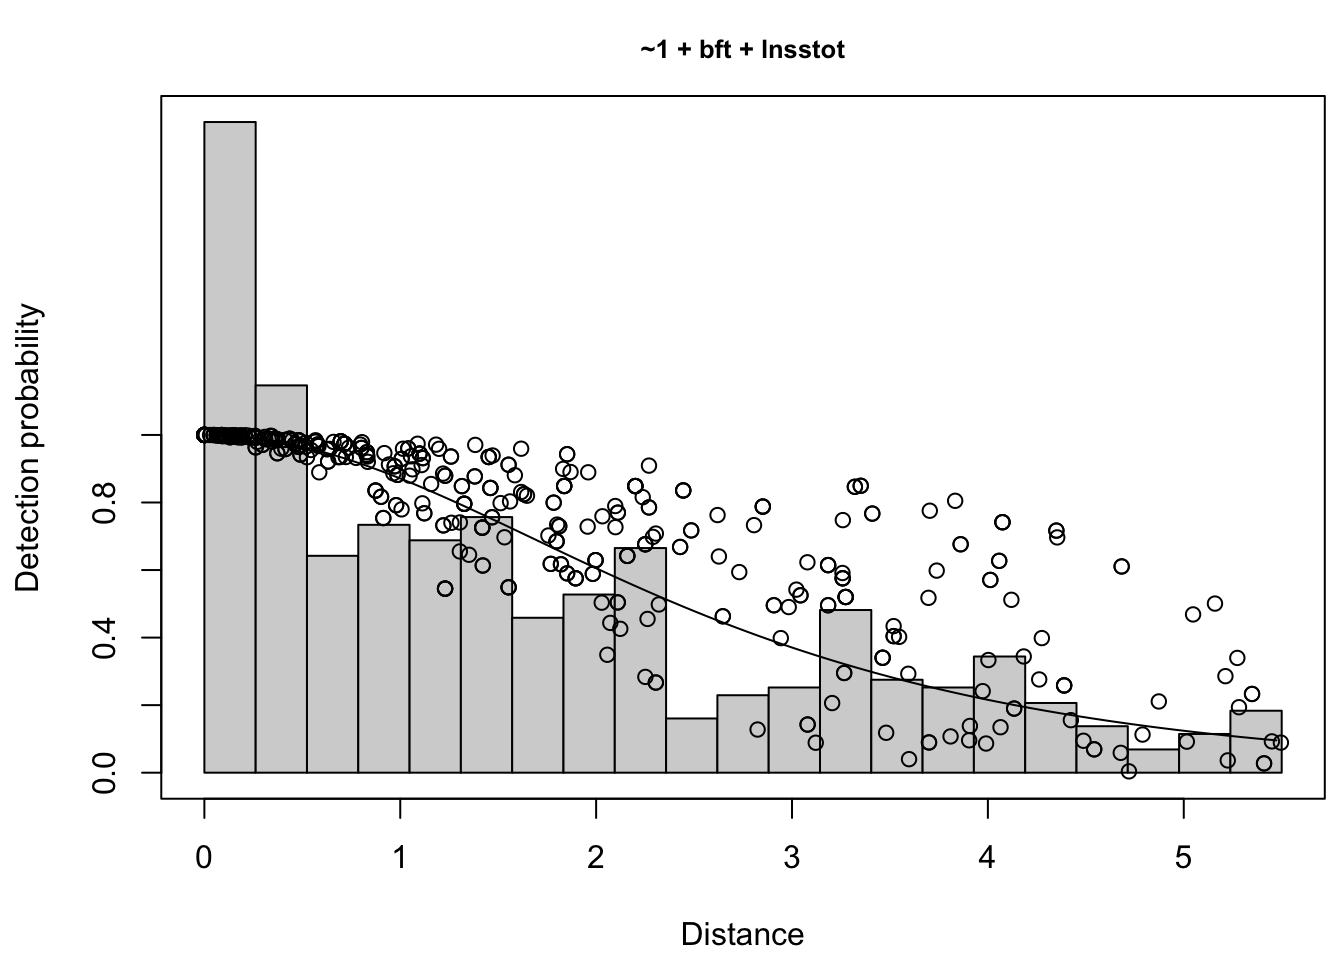 ~1 + bft + lnsstot
Detection probability
0.8
0.4
0.0
0 1 2 3 4 5
Distance